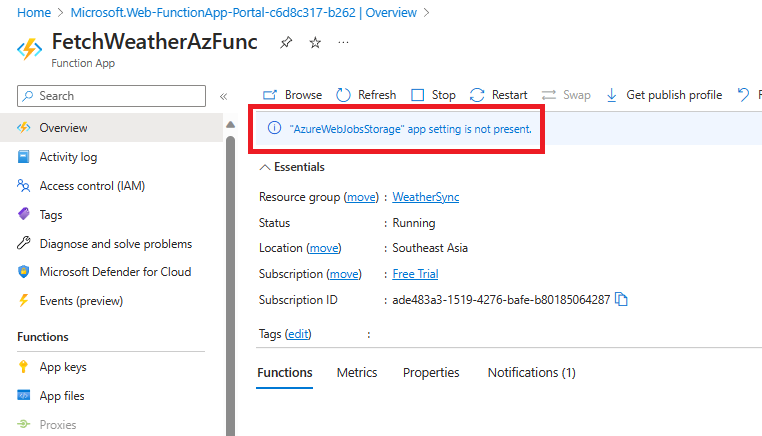 Home > Microsoft.Web-FunctionApp-Portal-c6d8c317-b262 | Overview >
FetchWeatherAzFunc
Function App
Search
Overview
Activity log
Access control (IAM)
Tags
Diagnose and solve problems
Microsoft Defender for Cloud
Events (preview)
Functions
App keys
App files
Proxies
Browse Refresh Stop Restart Swap Get publish profile
"AzureWebJobsStorage" app setting is not present.
Essentials
Resource group (move) : WeatherSync
Status : Running
Location (move) : Southeast Asia
Subscription (move) : Free Trial
Subscription ID : ade483a3-1519-4276-bafe-b80185064287
Tags (edit) :
Functions Metrics Properties Notifications (1)